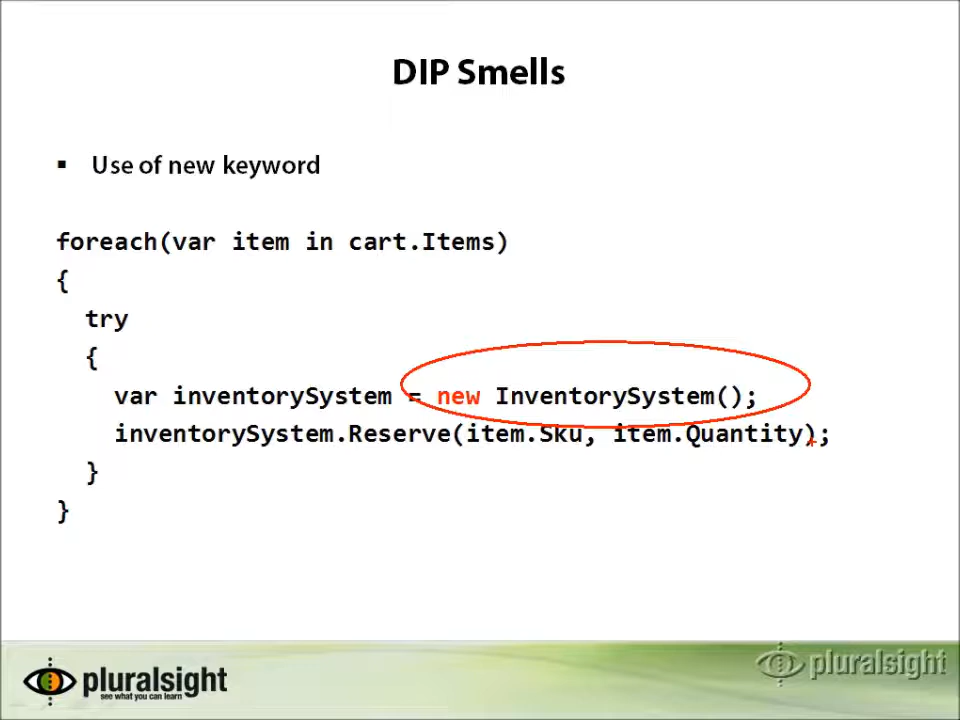 DIP Smells
▪ Use of new keyword
foreach(var item in cart.Items)
{
  try
  {
    var inventorySystem = new InventorySystem();
    inventorySystem.Reserve(item.Sku, item.Quantity);
  }
}
pluralsight
see what you can learn
pluralsight